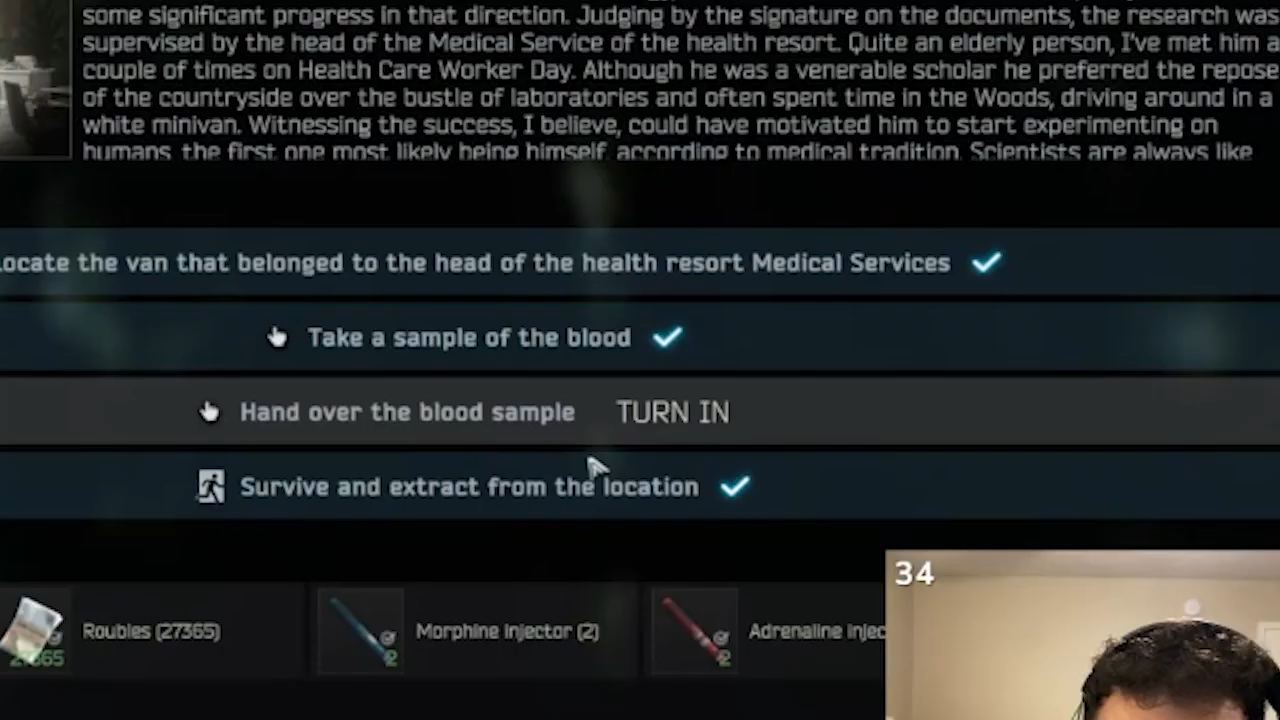 some significant progress in that direction. Judging by the signature on the documents, the research was
supervised by the head of the Medical Service of the health resort. Quite an elderly person, I've met him a
couple of times on Health Care Worker Day. Although he was a venerable scholar he preferred the repose
of the countryside over the bustle of laboratories and often spent time in the Woods, driving around in a
white minivan. Witnessing the success, I believe, could have motivated him to start experimenting on
humans, the first one most likely being himself, according to medical tradition. Scientists are always like
ocate the van that belonged to the head of the health resort Medical Services
Take a sample of the blood
Hand over the blood sample TURN IN
Survive and extract from the location
34
Roubles (27365) Morphine injector (2) Adrenaline injec
2 2